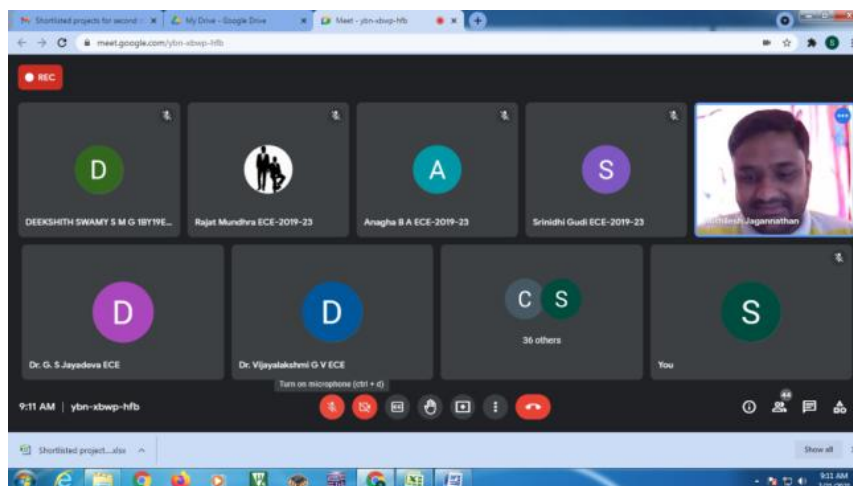 Shortlisted projects for second
My Drive - Google Drive
Meet - ybn-xbwp-hfb
meet.google.com/ybn-xbwp-hfb
REC
D
A
S
DEEKSHITH SWAMY S M G 1BY19E...
Rajat Mundhra ECE-2019-23
Anagha B A ECE-2019-23
Srinidhi Gudi ECE-2019-23
Jagannathan
D
D
C S
S
36 others
Dr. G. S Jayadeva ECE
Dr. Vijayalakshmi G V ECE
You
Turn on microphone (ctrl + d)
9:11 AM | ybn-xbwp-hfb
44
Shortlisted project....xlsx
Show all
9:11 AM